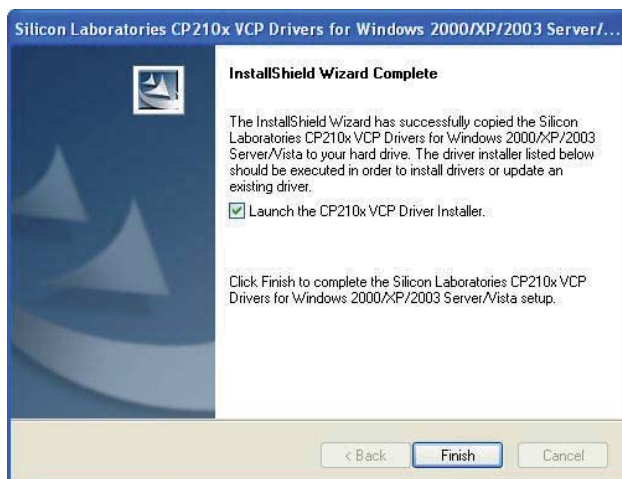 Silicon Laboratories CP210x VCP Drivers for Windows 2000/XP/2003 Server/...
InstallShield Wizard Complete
The InstallShield Wizard has successfully copied the Silicon
Laboratories CP210x VCP Drivers for Windows 2000/XP/2003
Server/Vista to your hard drive. The driver installer listed below
should be executed in order to install drivers or update an
existing driver.
Launch the CP210x VCP Driver Installer.
Click Finish to complete the Silicon Laboratories CP210x VCP
Drivers for Windows 2000/XP/2003 Server/Vista setup.
< Back Finish Cancel